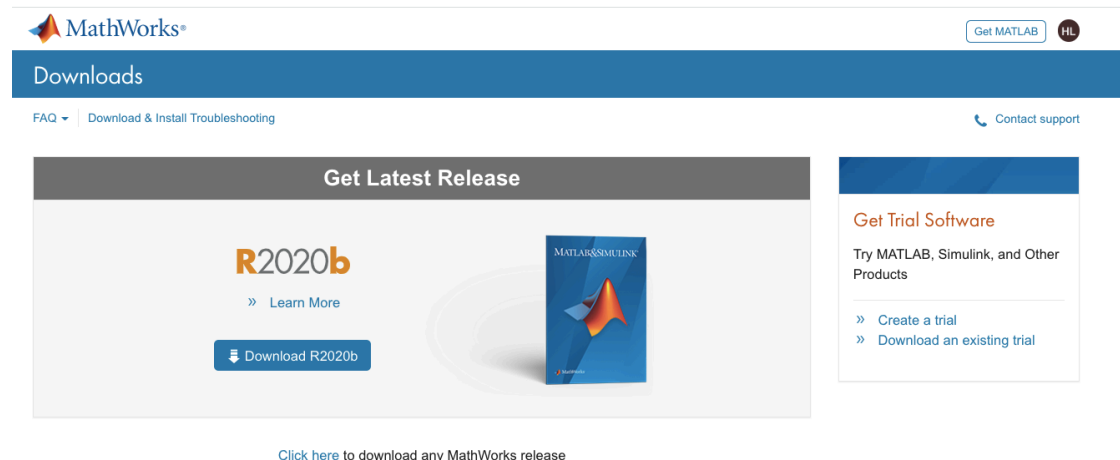 MathWorks®
Get MATLAB
HL
Downloads
FAQ
Download & Install Troubleshooting
Contact support
Get Latest Release
R2020b
» Learn More
Download R2020b
MATLAB&SIMULINK®
MathWorks
Get Trial Software
Try MATLAB, Simulink, and Other
Products
» Create a trial
» Download an existing trial
Click here to download any MathWorks release